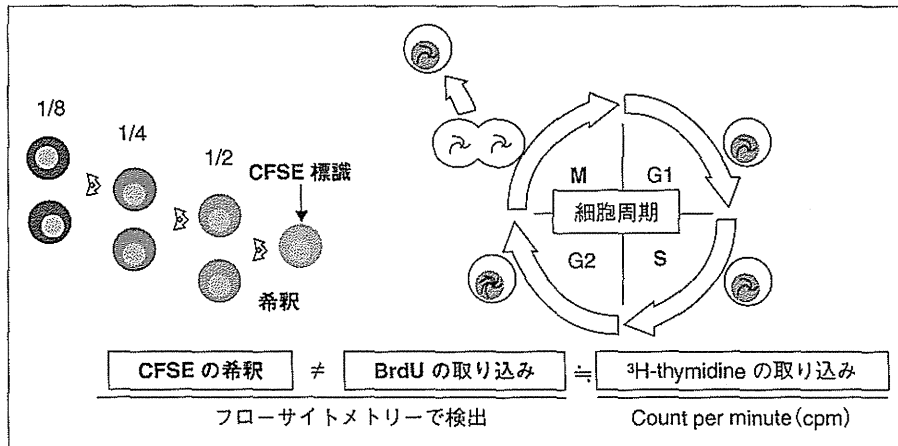 1/8
1/4
1/2
CFSE 標識
希釈
M
G1
細胞周期
G2
S
CFSE の希釈 ≠ BrdU の取り込み ≒ ³H-thymidine の取り込み
フローサイトメトリーで検出 Count per minute(cpm)